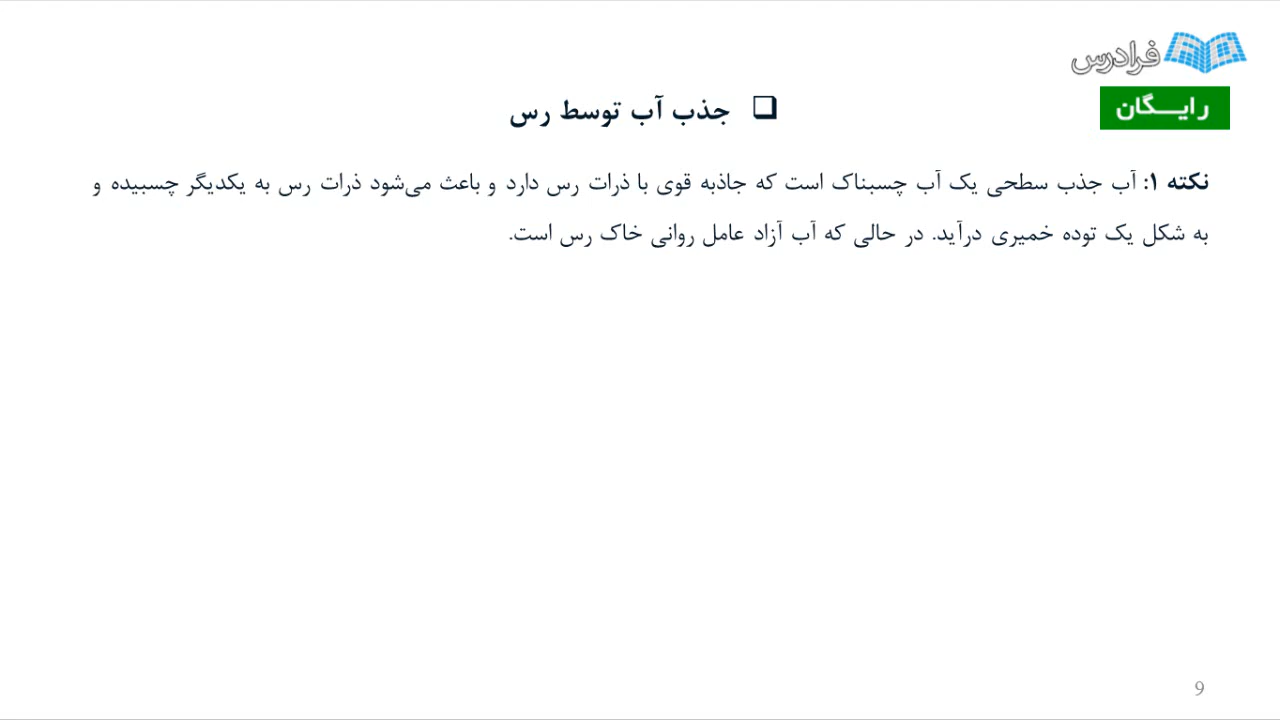 فرادرس
رایگان
❑ جذب آب توسط رس
نکته ۱: آب جذب سطحی یک آب چسبناک است که جاذبه قوی با ذرات رس دارد و باعث می‌شود ذرات رس به یکدیگر چسبیده و
به شکل یک توده خمیری درآید. در حالی که آب آزاد عامل روانی خاک رس است.
9